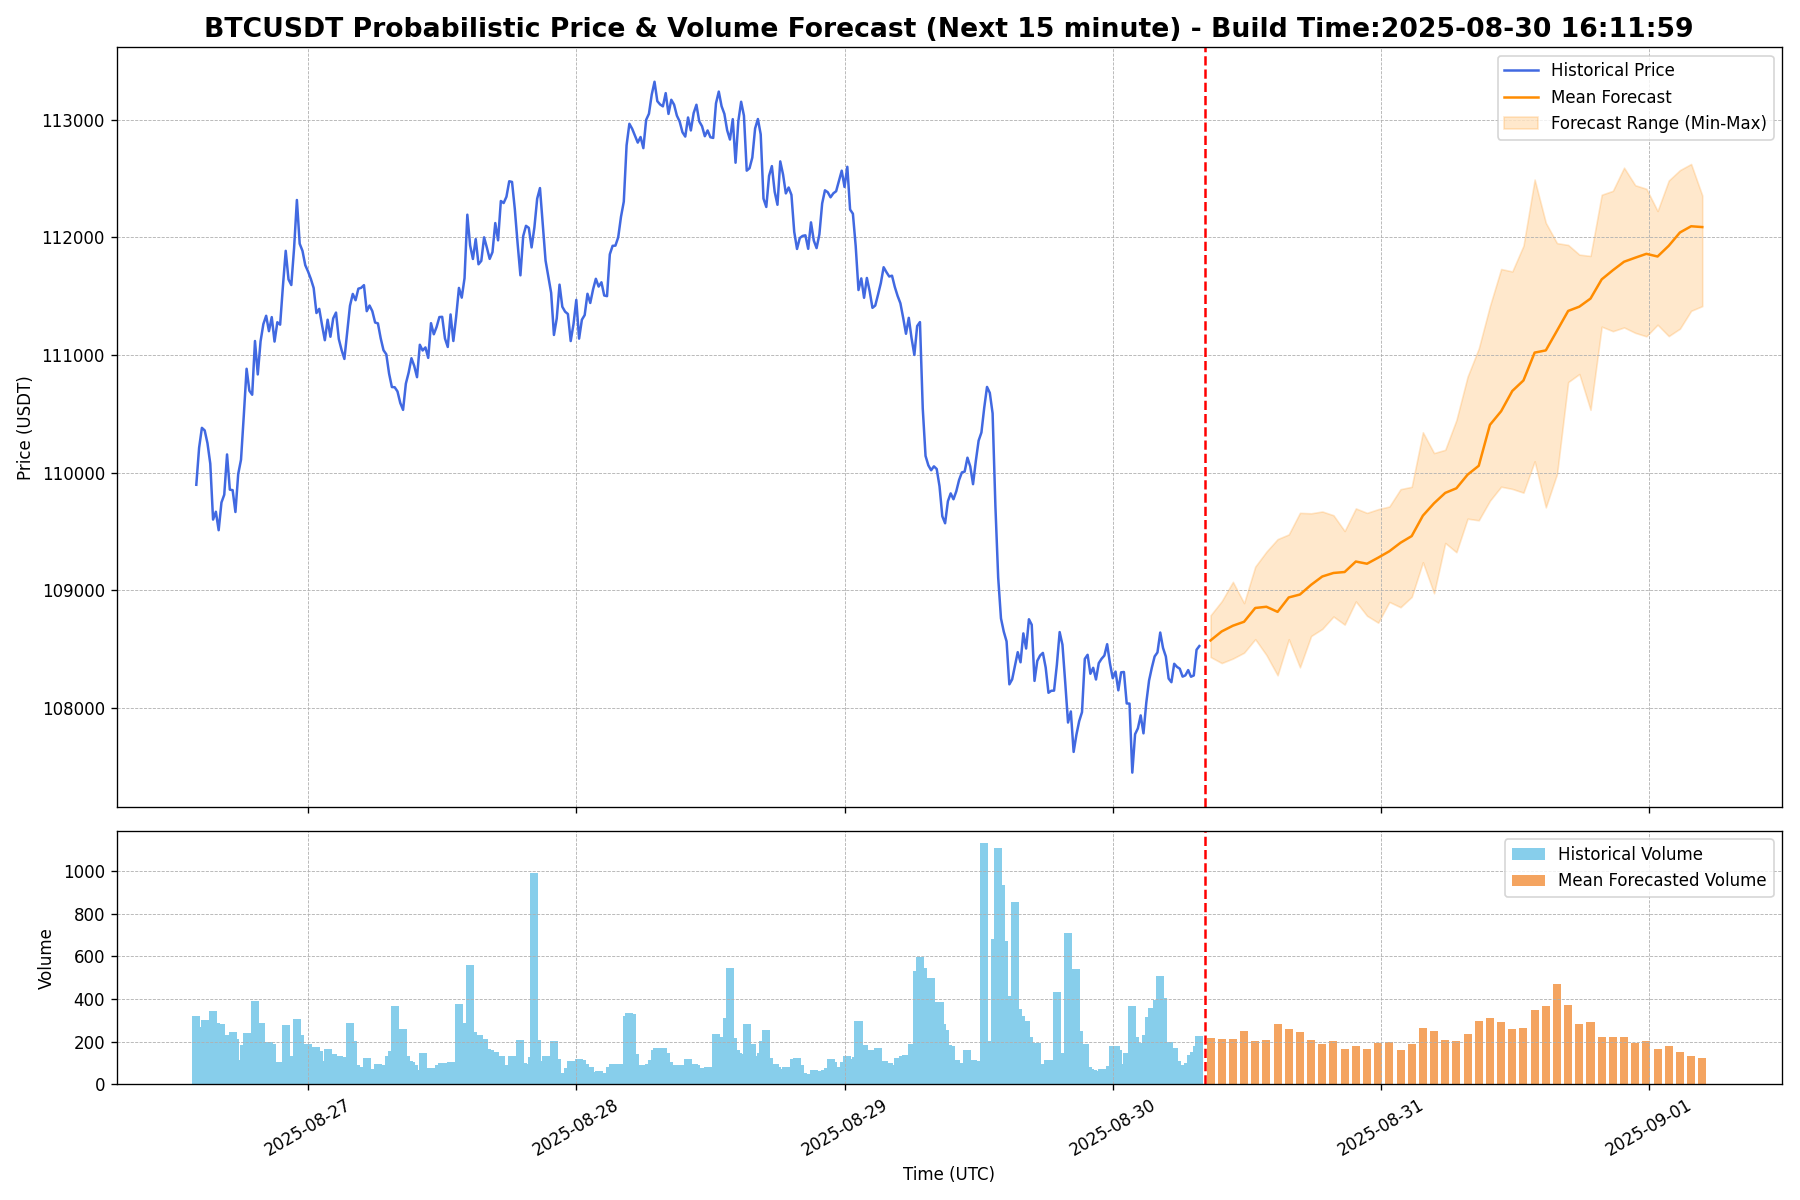 BTCUSDT Probabilistic Price & Volume Forecast (Next 15 minute) - Build Time:2025-08-30 16:11:59
Historical Price
Mean Forecast
Forecast Range (Min-Max)
113000
112000
111000
110000
109000
108000
Price (USDT)
Historical Volume
Mean Forecasted Volume
1000
800
600
400
200
0
Volume
2025-08-27
2025-08-28
2025-08-29
2025-08-30
2025-08-31
2025-09-01
Time (UTC)